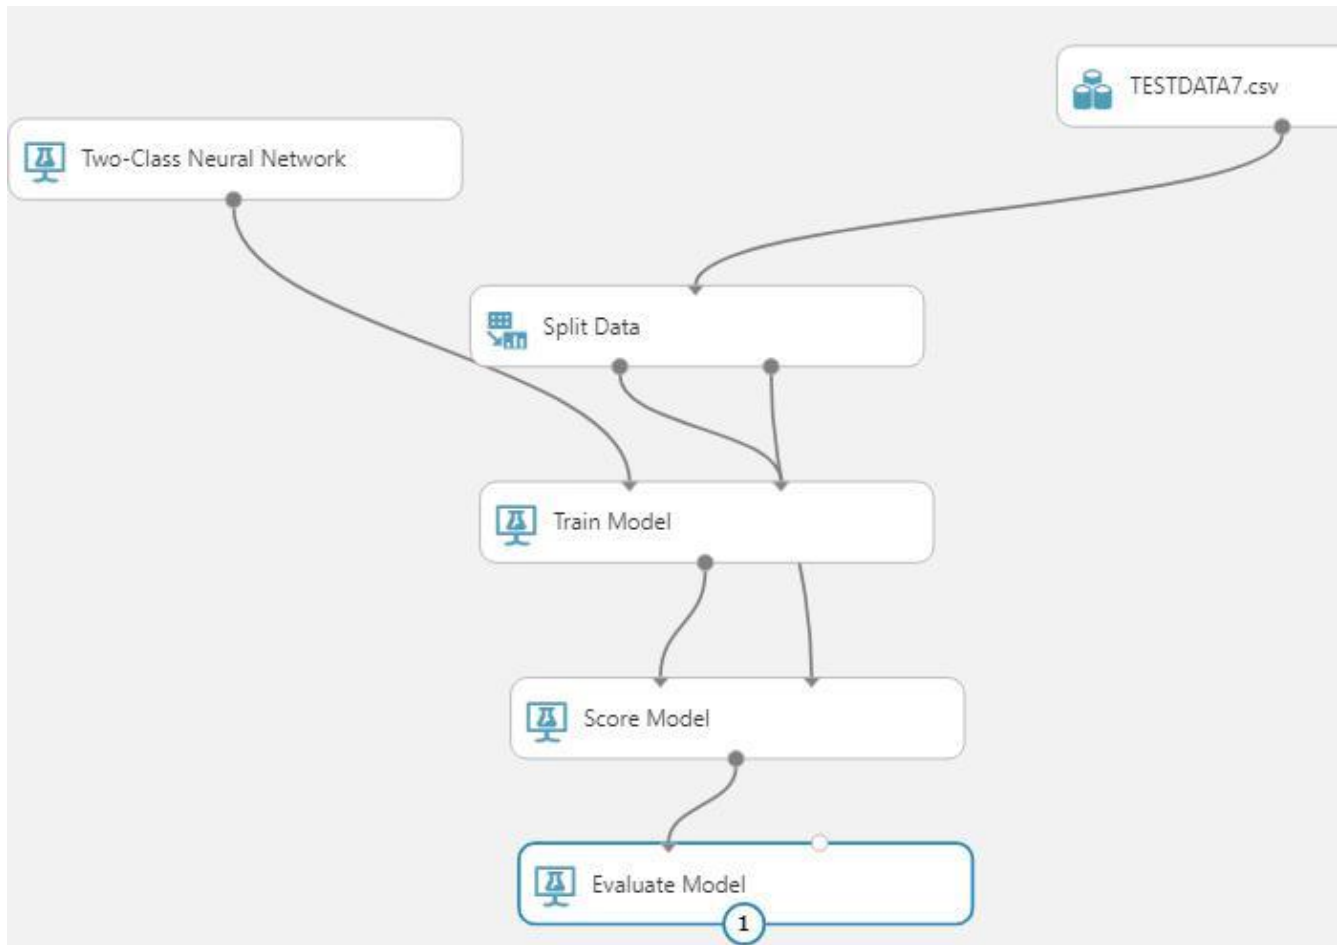 TESTDATA7.csv
Two-Class Neural Network
Split Data
Train Model
Score Model
Evaluate Model
1